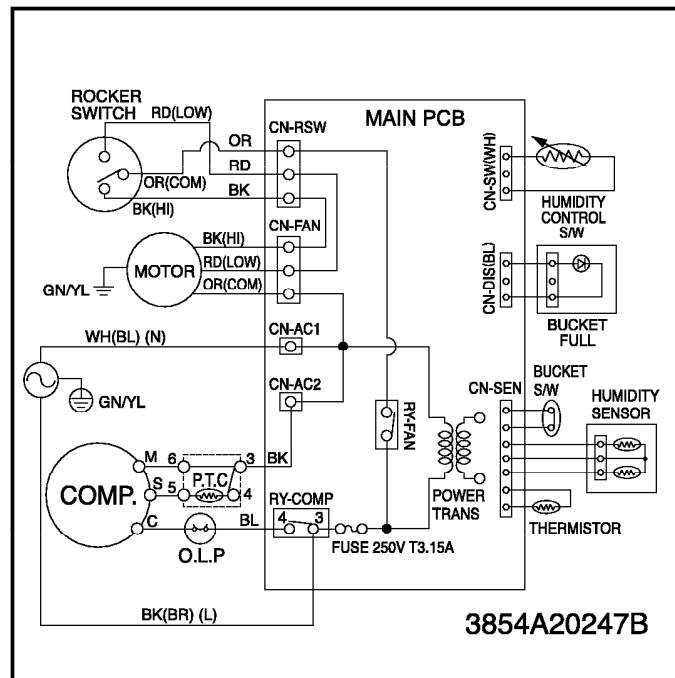 ROCKER
SWITCH
RD(LOW)
OR
CN-RSW
MAIN PCB
RD
OR(COM)
BK
BK(HI)
CN-SW(WH)
HUMIDITY
CONTROL
S/W
CN-FAN
BK(HI)
MOTOR
RD(LOW)
OR(COM)
GN/YL
CN-DIS(BL)
BUCKET
FULL
WH(BL) (N)
CN-AC1
CN-AC2
GN/YL
RY-FAN
CN-SEN
BUCKET
S/W
HUMIDITY
SENSOR
M 6 3 BK
P.T.C
COMP.
S 5 4
RY-COMP
POWER
TRANS
C BL 4 3
O.L.P
FUSE 250V T3.15A
THERMISTOR
BK(BR) (L)
3854A20247B